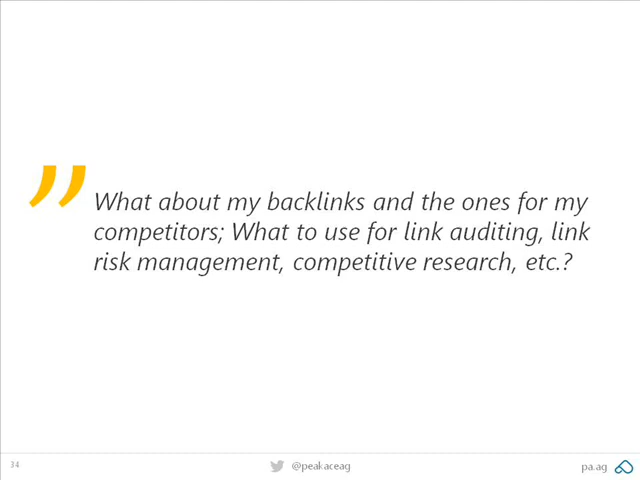 ”
What about my backlinks and the ones for my
competitors; What to use for link auditing, link
risk management, competitive research, etc.?
34
@peakaceag
pa.ag